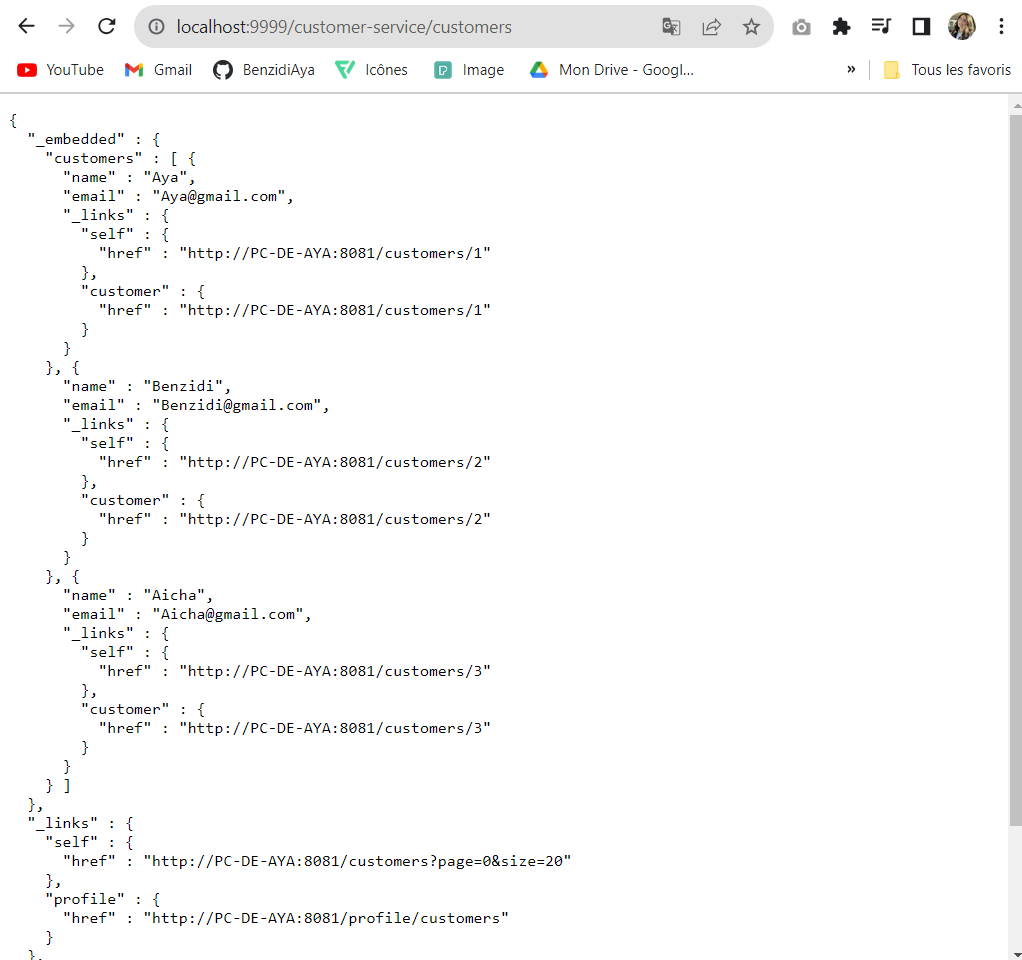 localhost:9999/customer-service/customers
YouTube Gmail BenzidiAya Icônes Image Mon Drive - Googl... » Tous les favoris
{
  "_embedded" : {
    "customers" : [ {
      "name" : "Aya",
      "email" : "Aya@gmail.com",
      "_links" : {
        "self" : {
          "href" : "http://PC-DE-AYA:8081/customers/1"
        },
        "customer" : {
          "href" : "http://PC-DE-AYA:8081/customers/1"
        }
      }
    }, {
      "name" : "Benzidi",
      "email" : "Benzidi@gmail.com",
      "_links" : {
        "self" : {
          "href" : "http://PC-DE-AYA:8081/customers/2"
        },
        "customer" : {
          "href" : "http://PC-DE-AYA:8081/customers/2"
        }
      }
    }, {
      "name" : "Aicha",
      "email" : "Aicha@gmail.com",
      "_links" : {
        "self" : {
          "href" : "http://PC-DE-AYA:8081/customers/3"
        },
        "customer" : {
          "href" : "http://PC-DE-AYA:8081/customers/3"
        }
      }
    } ]
  },
  "_links" : {
    "self" : {
      "href" : "http://PC-DE-AYA:8081/customers?page=0&size=20"
    },
    "profile" : {
      "href" : "http://PC-DE-AYA:8081/profile/customers"
    }
  },